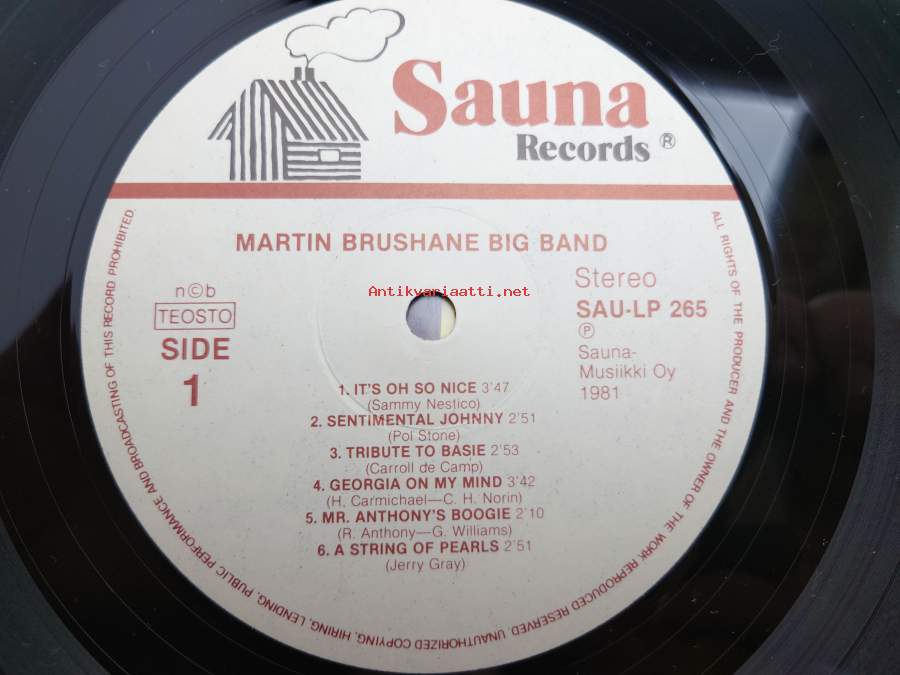 Sauna
Records ®
MARTIN BRUSHANE BIG BAND
Antikvariaatti.net
n©b
TEOSTO
SIDE
1
Stereo
SAU-LP 265
℗
Sauna-
Musiikki Oy
1981
1. IT'S OH SO NICE 3'47
(Sammy Nestico)
2. SENTIMENTAL JOHNNY 2'51
(Pol Stone)
3. TRIBUTE TO BASIE 2'53
(Carroll de Camp)
4. GEORGIA ON MY MIND 3'42
(H. Carmichael—C. H. Norin)
5. MR. ANTHONY'S BOOGIE 2'10
(R. Anthony—G. Williams)
6. A STRING OF PEARLS 2'51
(Jerry Gray)
ALL RIGHTS OF THE PRODUCER AND THE OWNER OF THE WORK REPRODUCED RESERVED. UNAUTHORIZED COPYING, HIRING, LENDING, PUBLIC PERFORMANCE AND BROADCASTING OF THIS RECORD PROHIBITED.